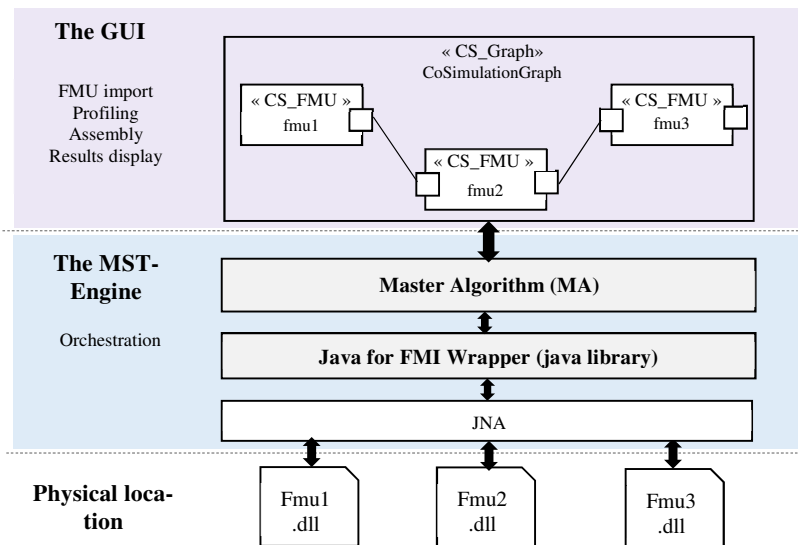 The GUI
FMU import
Profiling
Assembly
Results display
« CS_Graph»
CoSimulationGraph
« CS_FMU »
fmu1
« CS_FMU »
fmu2
« CS_FMU »
fmu3
The MST-
Engine
Orchestration
Master Algorithm (MA)
Java for FMI Wrapper (java library)
JNA
Physical loca-
tion
Fmu1
.dll
Fmu2
.dll
Fmu3
.dll